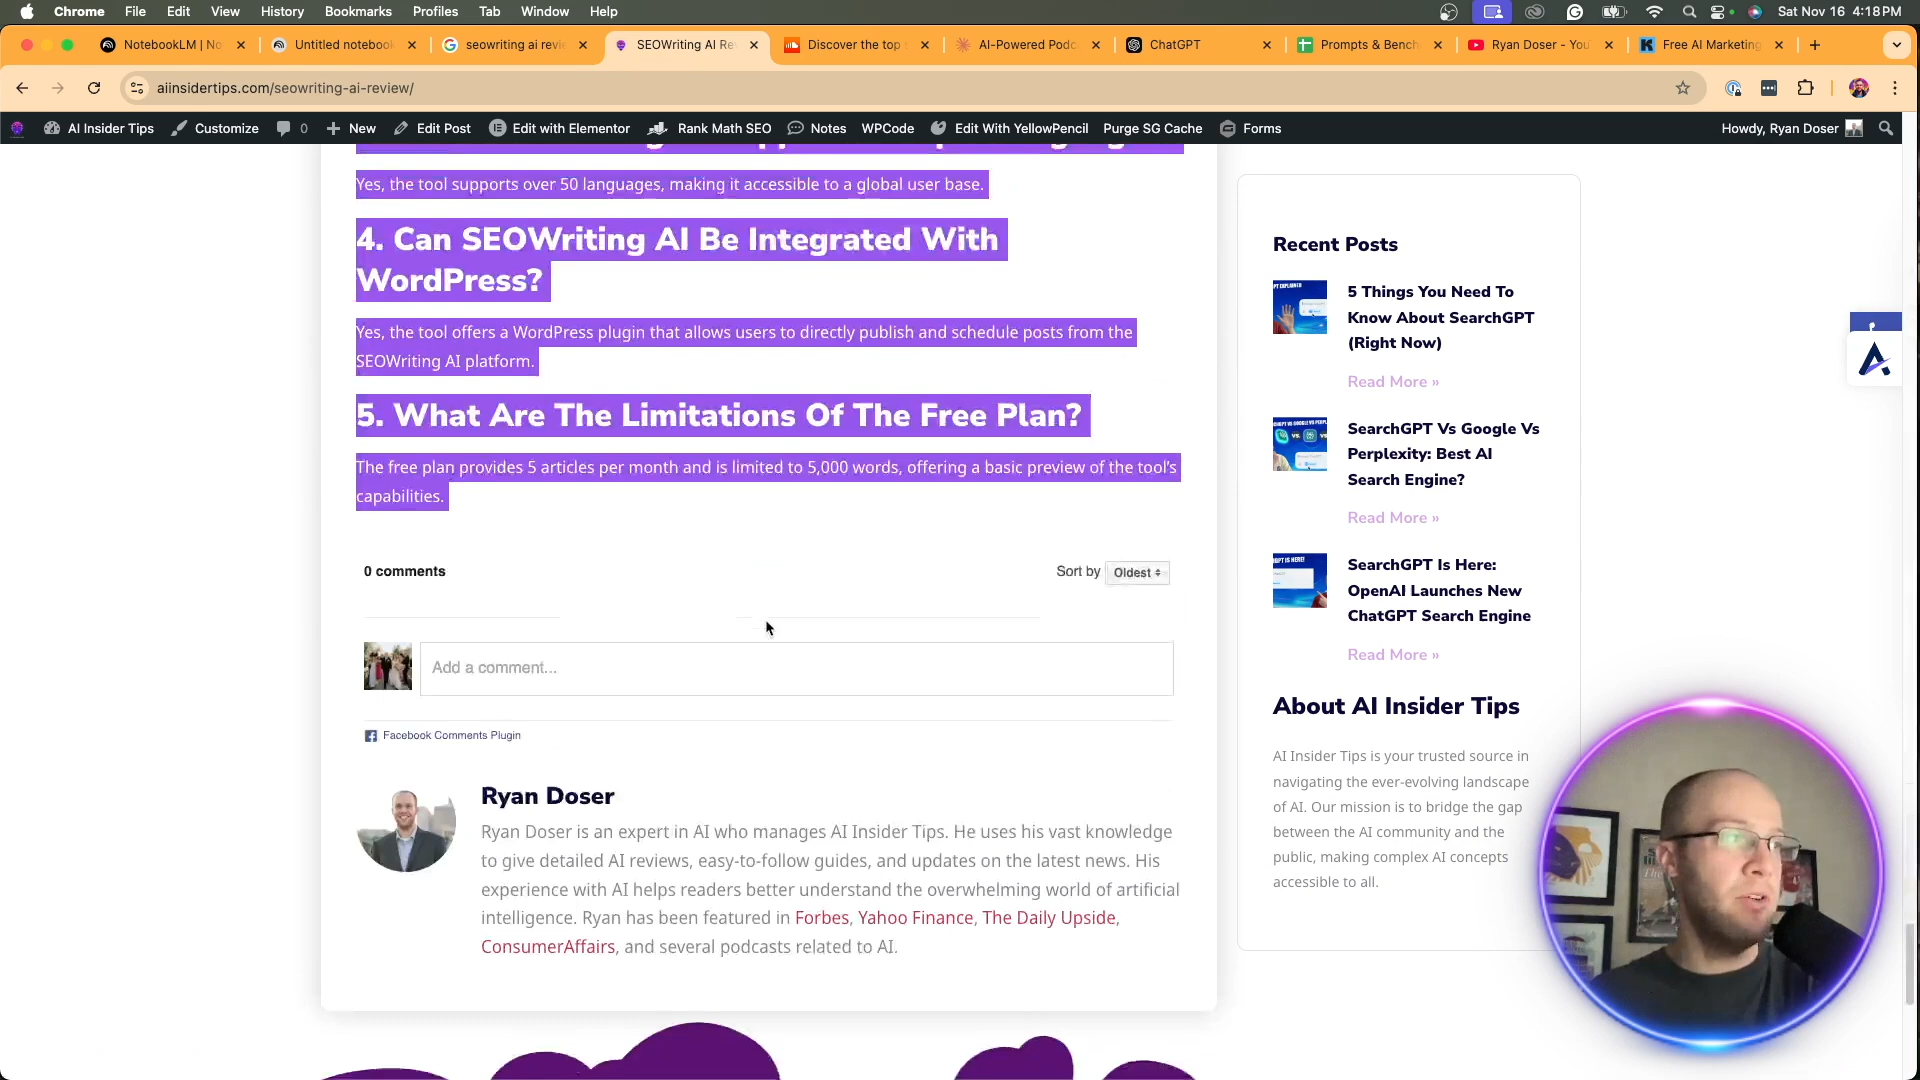 Chrome File Edit View History Bookmarks Profiles Tab Window Help Sat Nov 16 4:18 PM
NotebookLM | No Untitled notebook seowriting ai revie SEOWriting AI Re Discover the top AI-Powered Podc ChatGPT Prompts & Bench Ryan Doser - You Free AI Marketing
aiinsidertips.com/seowriting-ai-review/
AI Insider Tips Customize 0 New Edit Post Edit with Elementor Rank Math SEO Notes WPCode Edit With YellowPencil Purge SG Cache Forms Howdy, Ryan Doser
Yes, the tool supports over 50 languages, making it accessible to a global user base.
4. Can SEOWriting AI Be Integrated With
WordPress?
Yes, the tool offers a WordPress plugin that allows users to directly publish and schedule posts from the
SEOWriting AI platform.
5. What Are The Limitations Of The Free Plan?
The free plan provides 5 articles per month and is limited to 5,000 words, offering a basic preview of the tool's
capabilities.
0 comments
Sort by Oldest
Add a comment...
Facebook Comments Plugin
Ryan Doser
Ryan Doser is an expert in AI who manages AI Insider Tips. He uses his vast knowledge
to give detailed AI reviews, easy-to-follow guides, and updates on the latest news. His
experience with AI helps readers better understand the overwhelming world of artificial
intelligence. Ryan has been featured in Forbes, Yahoo Finance, The Daily Upside,
ConsumerAffairs, and several podcasts related to AI.
Recent Posts
5 Things You Need To
Know About SearchGPT
(Right Now)
Read More »
SearchGPT Vs Google Vs
Perplexity: Best AI
Search Engine?
Read More »
SearchGPT Is Here:
OpenAI Launches New
ChatGPT Search Engine
Read More »
About AI Insider Tips
AI Insider Tips is your trusted source in
navigating the ever-evolving landscape
of AI. Our mission is to bridge the gap
between the AI community and the
public, making complex AI concepts
accessible to all.